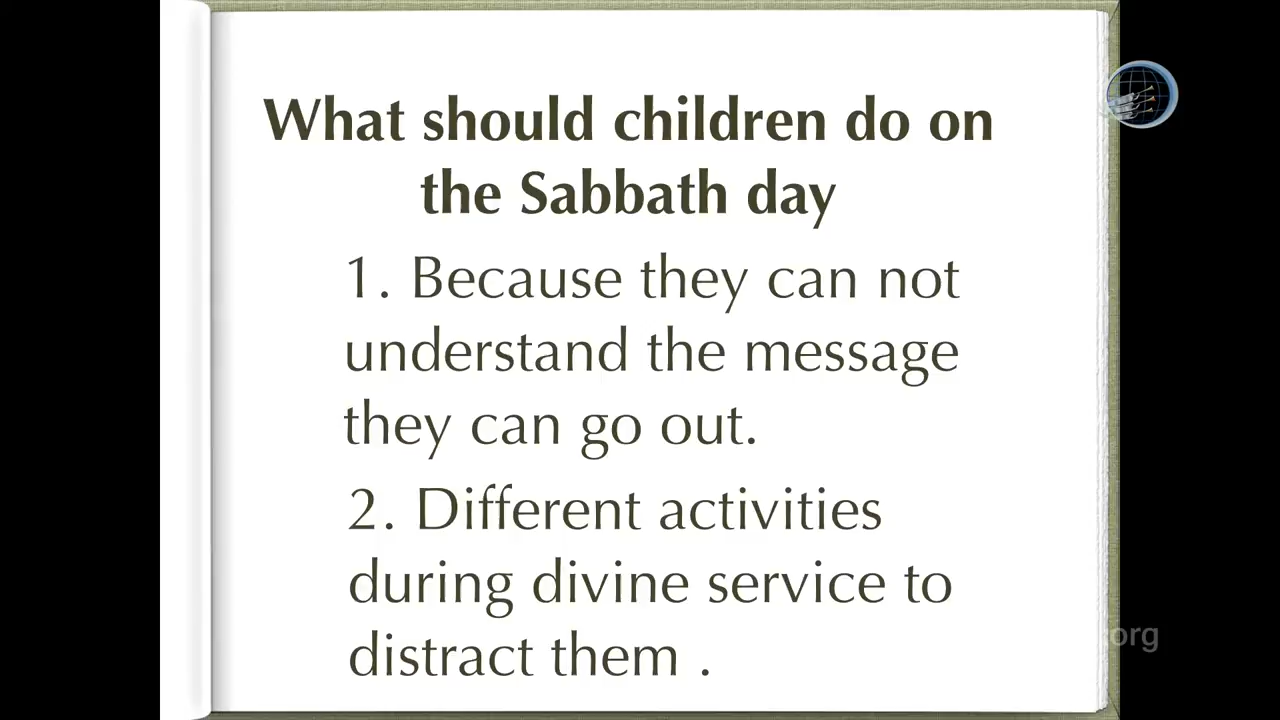 What should children do on
the Sabbath day
1. Because they can not
understand the message
they can go out.
2. Different activities
during divine service to
distract them .
org